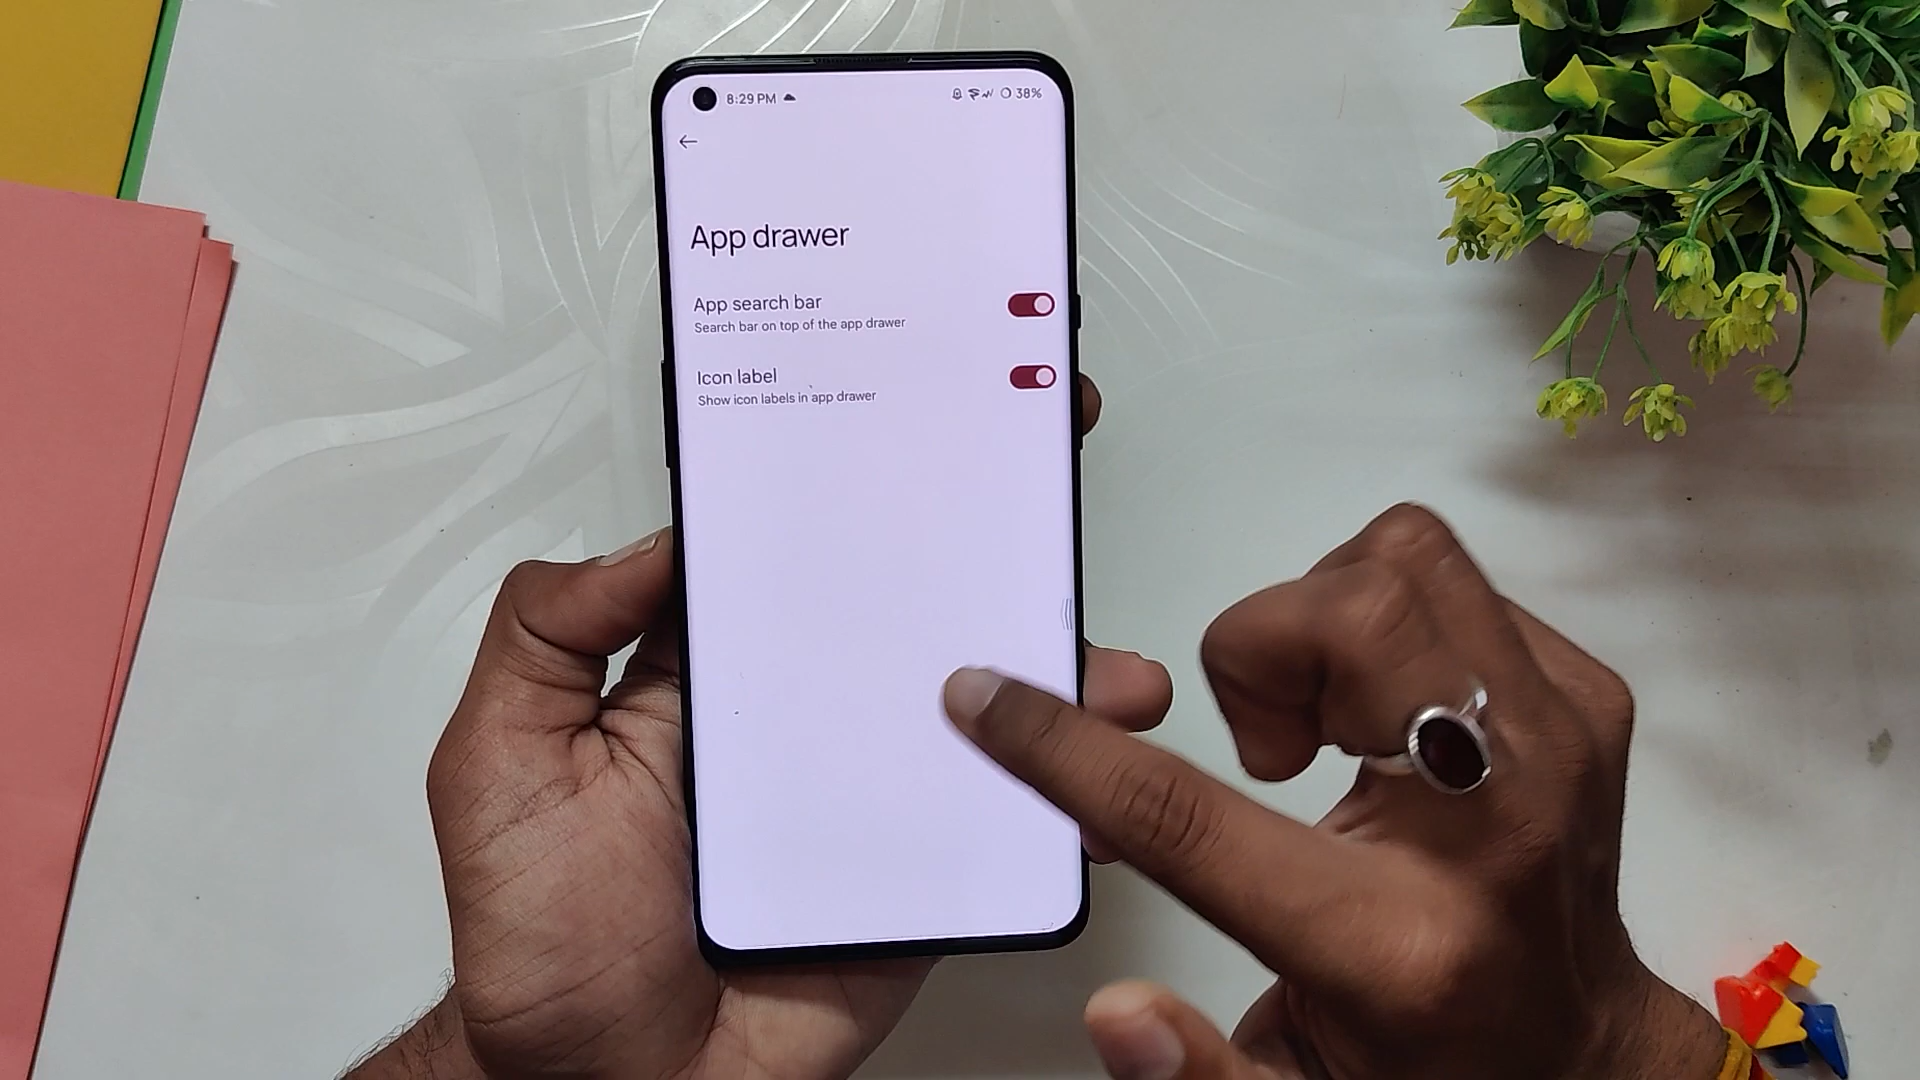 8:29 PM
38%
App drawer
App search bar
Search bar on top of the app drawer
Icon label
Show icon labels in app drawer